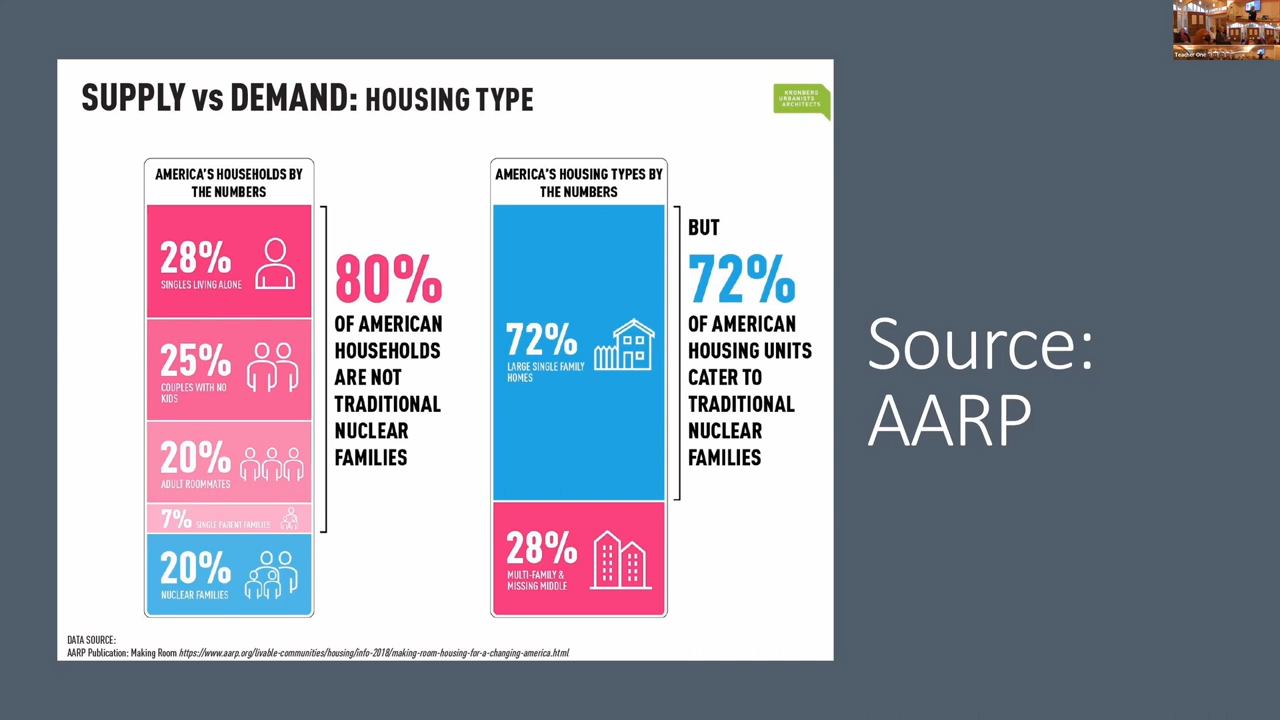 Teacher One
SUPPLY vs DEMAND: HOUSING TYPE
KRONBERG
URBANISTS
ARCHITECTS
AMERICA'S HOUSEHOLDS BY
THE NUMBERS
28%
SINGLES LIVING ALONE
25%
COUPLES WITH NO
KIDS
20%
ADULT ROOMMATES
7% SINGLE PARENT FAMILIES
20%
NUCLEAR FAMILIES
80%
OF AMERICAN
HOUSEHOLDS
ARE NOT
TRADITIONAL
NUCLEAR
FAMILIES
AMERICA'S HOUSING TYPES BY
THE NUMBERS
72%
LARGE SINGLE FAMILY
HOMES
28%
MULTI-FAMILY &
MISSING MIDDLE
BUT
72%
OF AMERICAN
HOUSING UNITS
CATER TO
TRADITIONAL
NUCLEAR
FAMILIES
Source:
AARP
DATA SOURCE:
AARP Publication: Making Room https://www.aarp.org/livable-communities/housing/info-2018/making-room-housing-for-a-changing-america.html